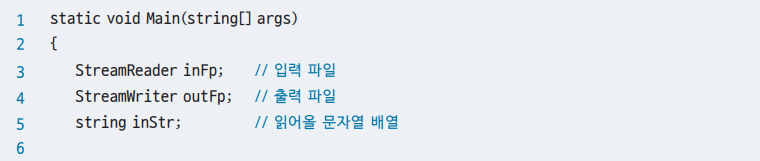 1 static void Main(string[] args)
2 {
3 StreamReader inFp; // 입력 파일
4 StreamWriter outFp; // 출력 파일
5 string inStr; // 읽어올 문자열 배열
6